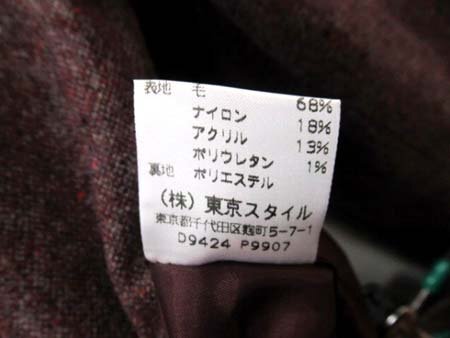 表地 毛 68%
ナイロン 18%
アクリル 13%
ポリウレタン 1%
裏地 ポリエステル
(株)東京スタイル
東京都千代田区麹町5-7-1
D9424 P9907